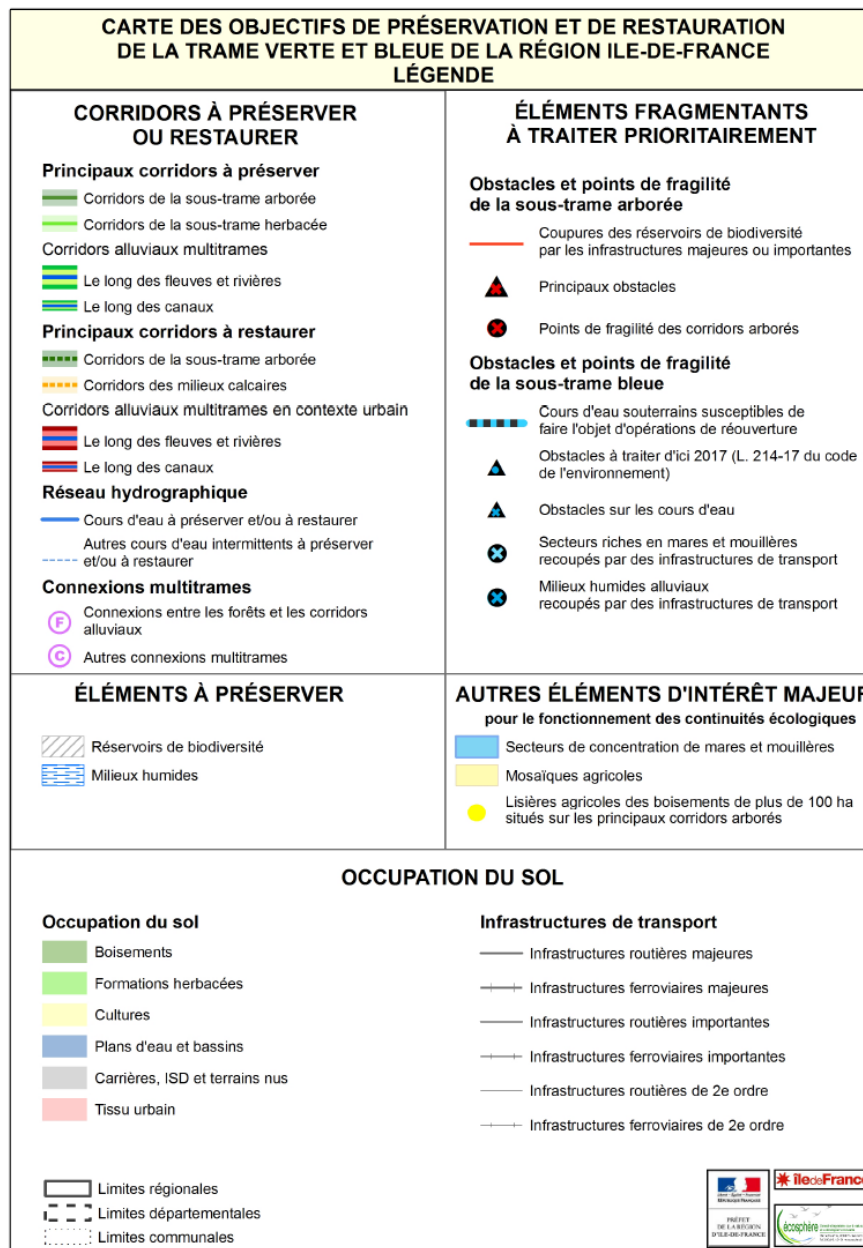 CARTE DES OBJECTIFS DE PRÉSERVATION ET DE RESTAURATION
DE LA TRAME VERTE ET BLEUE DE LA RÉGION ILE-DE-FRANCE
LÉGENDE
CORRIDORS À PRÉSERVER
OU RESTAURER
Principaux corridors à préserver
Corridors de la sous-trame arborée
Corridors de la sous-trame herbacée
Corridors alluviaux multitrames
Le long des fleuves et rivières
Le long des canaux
Principaux corridors à restaurer
Corridors de la sous-trame arborée
Corridors des milieux calcaires
Corridors alluviaux multitrames en contexte urbain
Le long des fleuves et rivières
Le long des canaux
Réseau hydrographique
Cours d'eau à préserver et/ou à restaurer
Autres cours d'eau intermittents à préserver
et/ou à restaurer
Connexions multitrames
F
Connexions entre les forêts et les corridors
alluviaux
C
Autres connexions multitrames
ÉLÉMENTS FRAGMENTANTS
À TRAITER PRIORITAIREMENT
Obstacles et points de fragilité
de la sous-trame arborée
Coupures des réservoirs de biodiversité
par les infrastructures majeures ou importantes
Principaux obstacles
Points de fragilité des corridors arborés
Obstacles et points de fragilité
de la sous-trame bleue
Cours d'eau souterrains susceptibles de
faire l'objet d'opérations de réouverture
Obstacles à traiter d'ici 2017 (L. 214-17 du code
de l'environnement)
Obstacles sur les cours d'eau
Secteurs riches en mares et mouillères
recoupés par des infrastructures de transport
Milieux humides alluviaux
recoupés par des infrastructures de transport
ÉLÉMENTS À PRÉSERVER
Réservoirs de biodiversité
Milieux humides
AUTRES ÉLÉMENTS D'INTÉRÊT MAJEUR
pour le fonctionnement des continuités écologiques
Secteurs de concentration de mares et mouillères
Mosaïques agricoles
Lisières agricoles des boisements de plus de 100 ha
situés sur les principaux corridors arborés
OCCUPATION DU SOL
Occupation du sol
Boisements
Formations herbacées
Cultures
Plans d'eau et bassins
Carrières, ISD et terrains nus
Tissu urbain
Infrastructures de transport
Infrastructures routières majeures
Infrastructures ferroviaires majeures
Infrastructures routières importantes
Infrastructures ferroviaires importantes
Infrastructures routières de 2e ordre
Infrastructures ferroviaires de 2e ordre
Limites régionales
Limites départementales
Limites communales
PRÉFET
DE LA RÉGION
D'ILE-DE-FRANCE
îledeFrance
écosphère